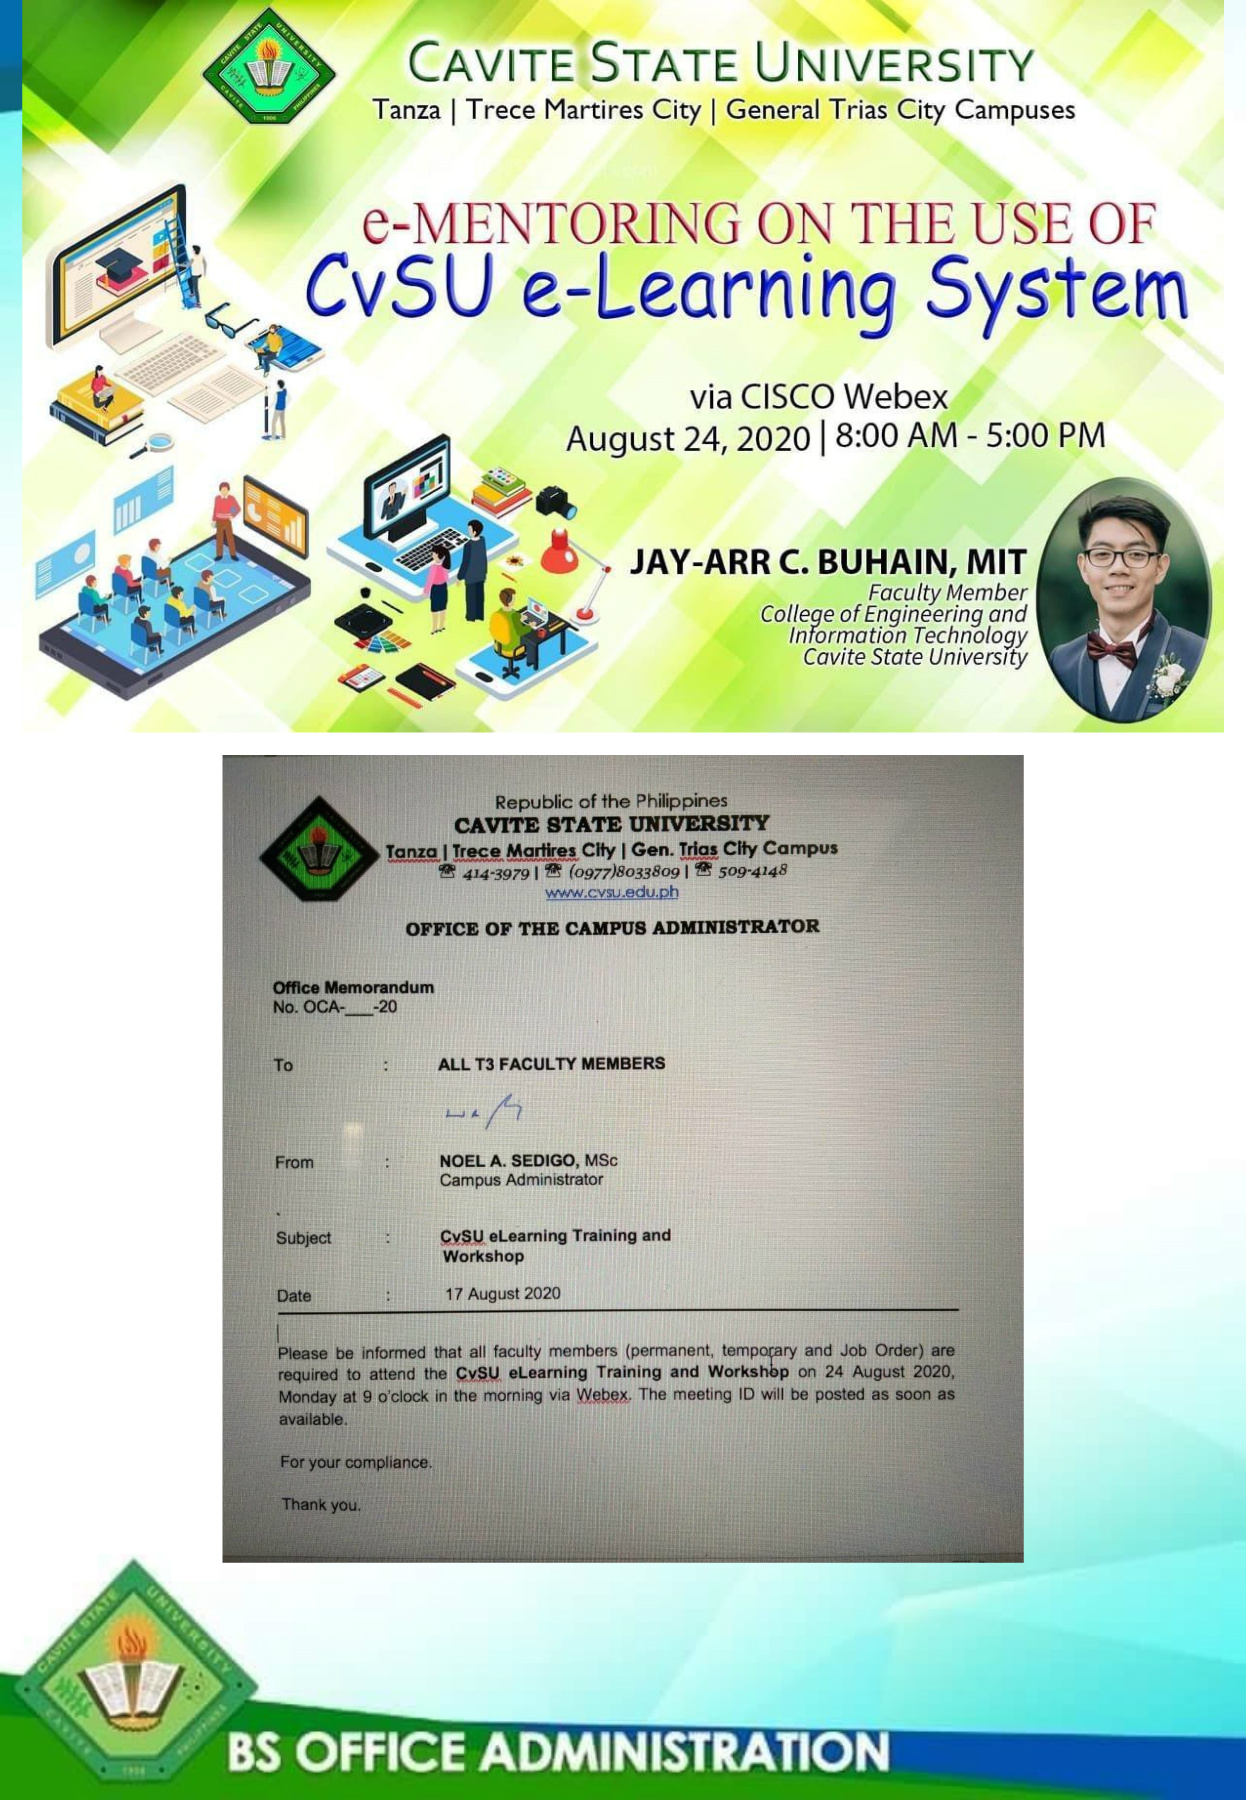 CAVITE STATE UNIVERSITY
Tanza | Trece Martires City | General Trias City Campuses
e-MENTORING ON THE USE OF
CvSU e-Learning System
via CISCO Webex
August 24, 2020 | 8:00 AM - 5:00 PM
JAY-ARR C. BUHAIN, MIT
Faculty Member
College of Engineering and
Information Technology
Cavite State University
Republic of the Philippines
CAVITE STATE UNIVERSITY
Tanza | Trece Martires City | Gen. Trias City Campus
☎ 414-3979 | ☎ (0977)8033809 | ☎ 509-4148
www.cvsu.edu.ph
OFFICE OF THE CAMPUS ADMINISTRATOR
Office Memorandum
No. OCA-___-20
To : ALL T3 FACULTY MEMBERS
From : NOEL A. SEDIGO, MSc
Campus Administrator
Subject : CvSU eLearning Training and
Workshop
Date : 17 August 2020
Please be informed that all faculty members (permanent, temporary and Job Order) are
required to attend the CvSU eLearning Training and Workshop on 24 August 2020,
Monday at 9 o'clock in the morning via Webex. The meeting ID will be posted as soon as
available.
For your compliance.
Thank you.
CAVITE STATE UNIVERSITY
CAVITE PHILIPPINES
1906
BS OFFICE ADMINISTRATION